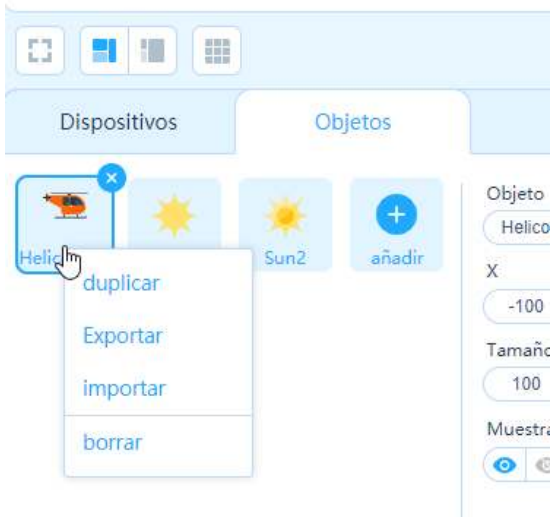 Dispositivos
Objetos
Helic
Sun2
añadir
duplicar
Exportar
importar
borrar
Objeto
Helico
X
-100
Tamaño
100
Muestra